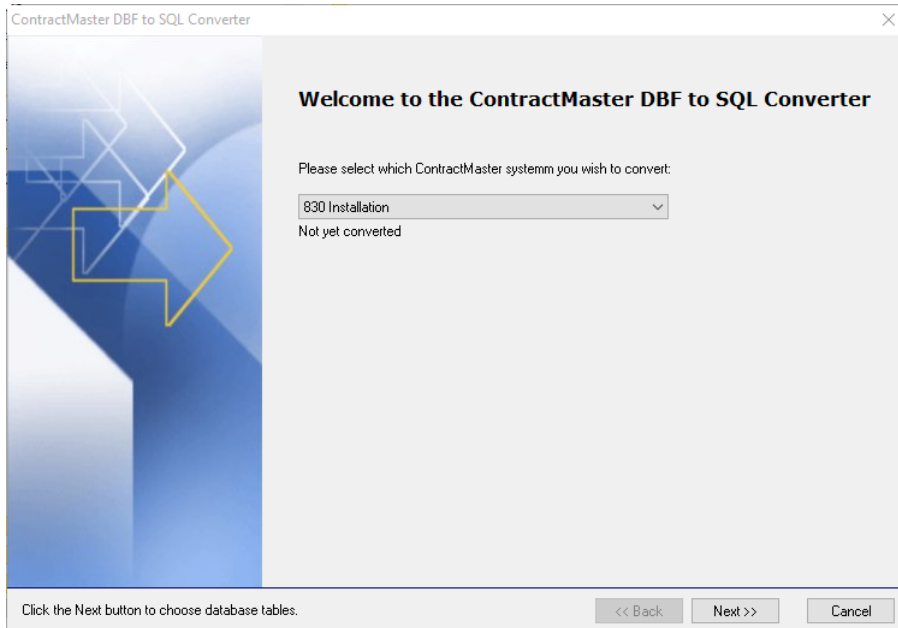 ContractMaster DBF to SQL Converter
Welcome to the ContractMaster DBF to SQL Converter
Please select which ContractMaster systemm you wish to convert:
830 Installation
Not yet converted
Click the Next button to choose database tables.
<< Back
Next >>
Cancel